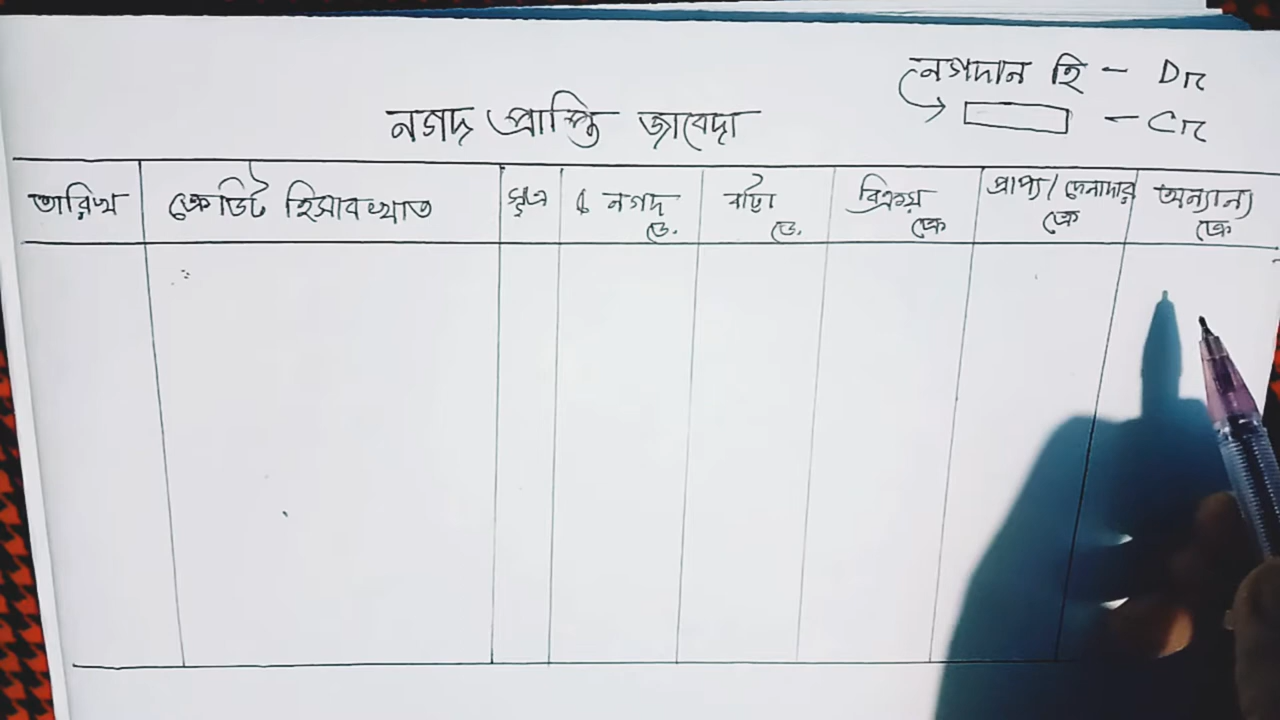 নগদান হি - Dr
- Cr
নগদ প্রাপ্তি জাবেদা
তারিখ ক্রেডিট হিসাবখাত সূত্র নগদ ডে. বাট্টা ডে. বিক্রয় ক্রে প্রাপ্য/দেনাদার ক্রে অন্যান্য ক্রে